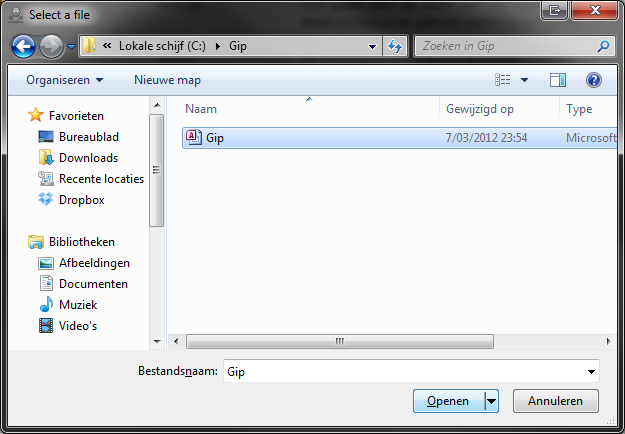 Select a file
« Lokale schijf (C:) Gip
Zoeken in Gip
Organiseren Nieuwe map
Naam Gewijzigd op Type
Gip 7/03/2012 23:54 Microsoft
Favorieten
Bureaublad
Downloads
Recente locaties
Dropbox
Bibliotheken
Afbeeldingen
Documenten
Muziek
Video's
Bestandsnaam: Gip
Openen Annuleren